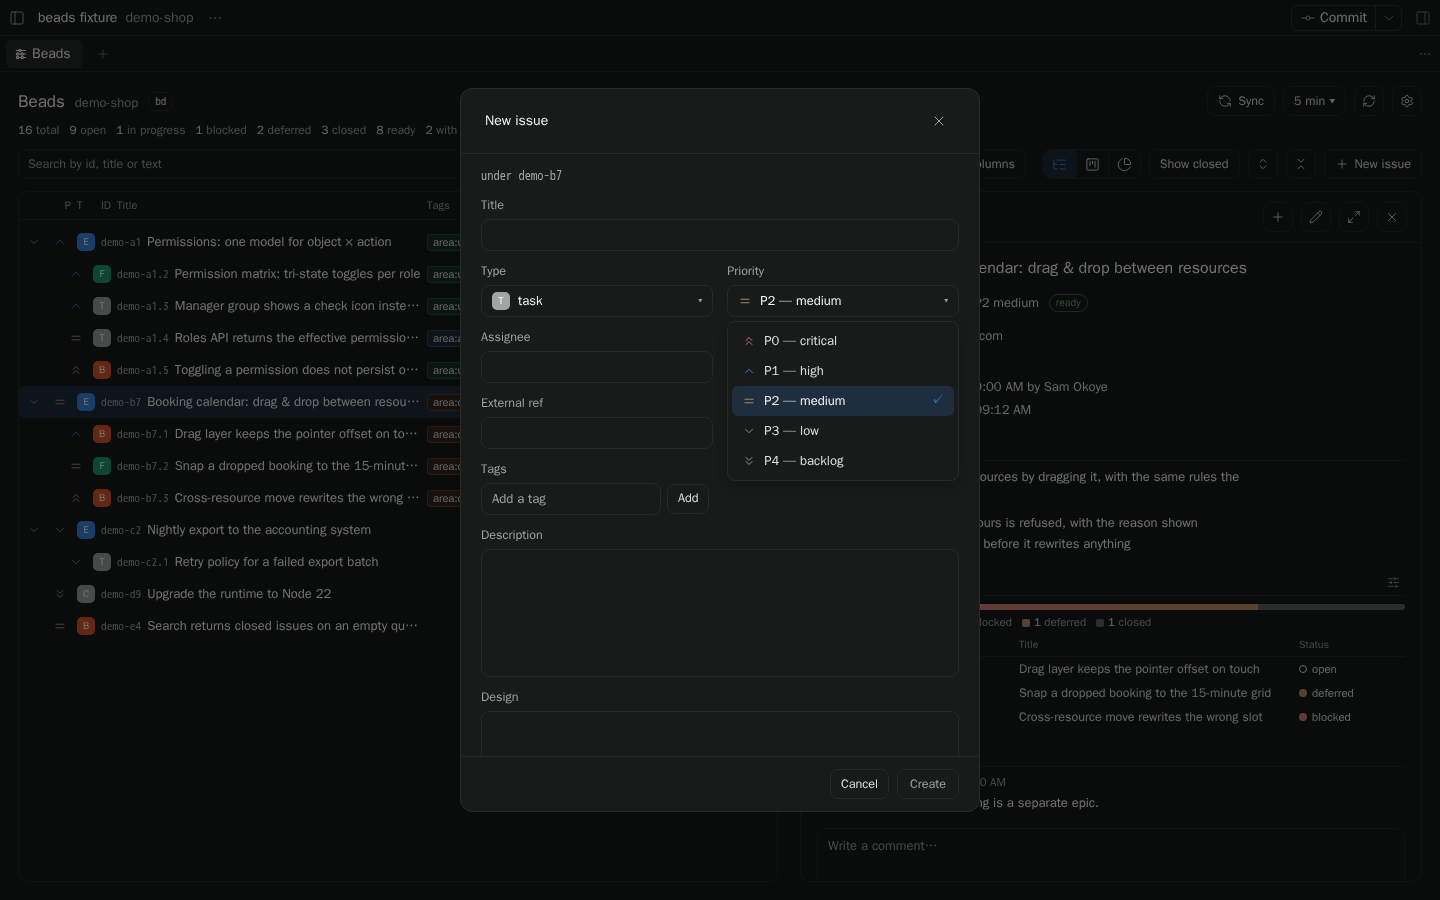 beads fixture demo-shop ···
Commit
Beads
Beads demo-shop bd
Sync 5 min
16 total 9 open 1 in progress 1 blocked 2 deferred 3 closed 8 ready 2 with
Search by id, title or text
Show closed
New issue
P T ID Title Tags
E demo-a1 Permissions: one model for object × action
F demo-a1.2 Permission matrix: tri-state toggles per role
T demo-a1.3 Manager group shows a check icon inste···
T demo-a1.4 Roles API returns the effective permissio···
B demo-a1.5 Toggling a permission does not persist o···
E demo-b7 Booking calendar: drag & drop between resou···
B demo-b7.1 Drag layer keeps the pointer offset on to···
F demo-b7.2 Snap a dropped booking to the 15-minut···
B demo-b7.3 Cross-resource move rewrites the wrong ···
E demo-c2 Nightly export to the accounting system
T demo-c2.1 Retry policy for a failed export batch
C demo-d9 Upgrade the runtime to Node 22
B demo-e4 Search returns closed issues on an empty qu···
New issue
under demo-b7
Title
Type Priority
T task
P2 — medium
P0 — critical
P1 — high
P2 — medium
P3 — low
P4 — backlog
Assignee
External ref
Tags
Add a tag Add
Description
Design
Cancel Create
drag & drop between resources
P2 medium ready
com
:00 AM by Sam Okoye
09:12 AM
by dragging it, with the same rules the
is refused, with the reason shown
before it rewrites anything
1 deferred 1 closed
Title Status
Drag layer keeps the pointer offset on touch open
Snap a dropped booking to the 15-minute grid deferred
Cross-resource move rewrites the wrong slot blocked
AM
is a separate epic.
Write a comment···